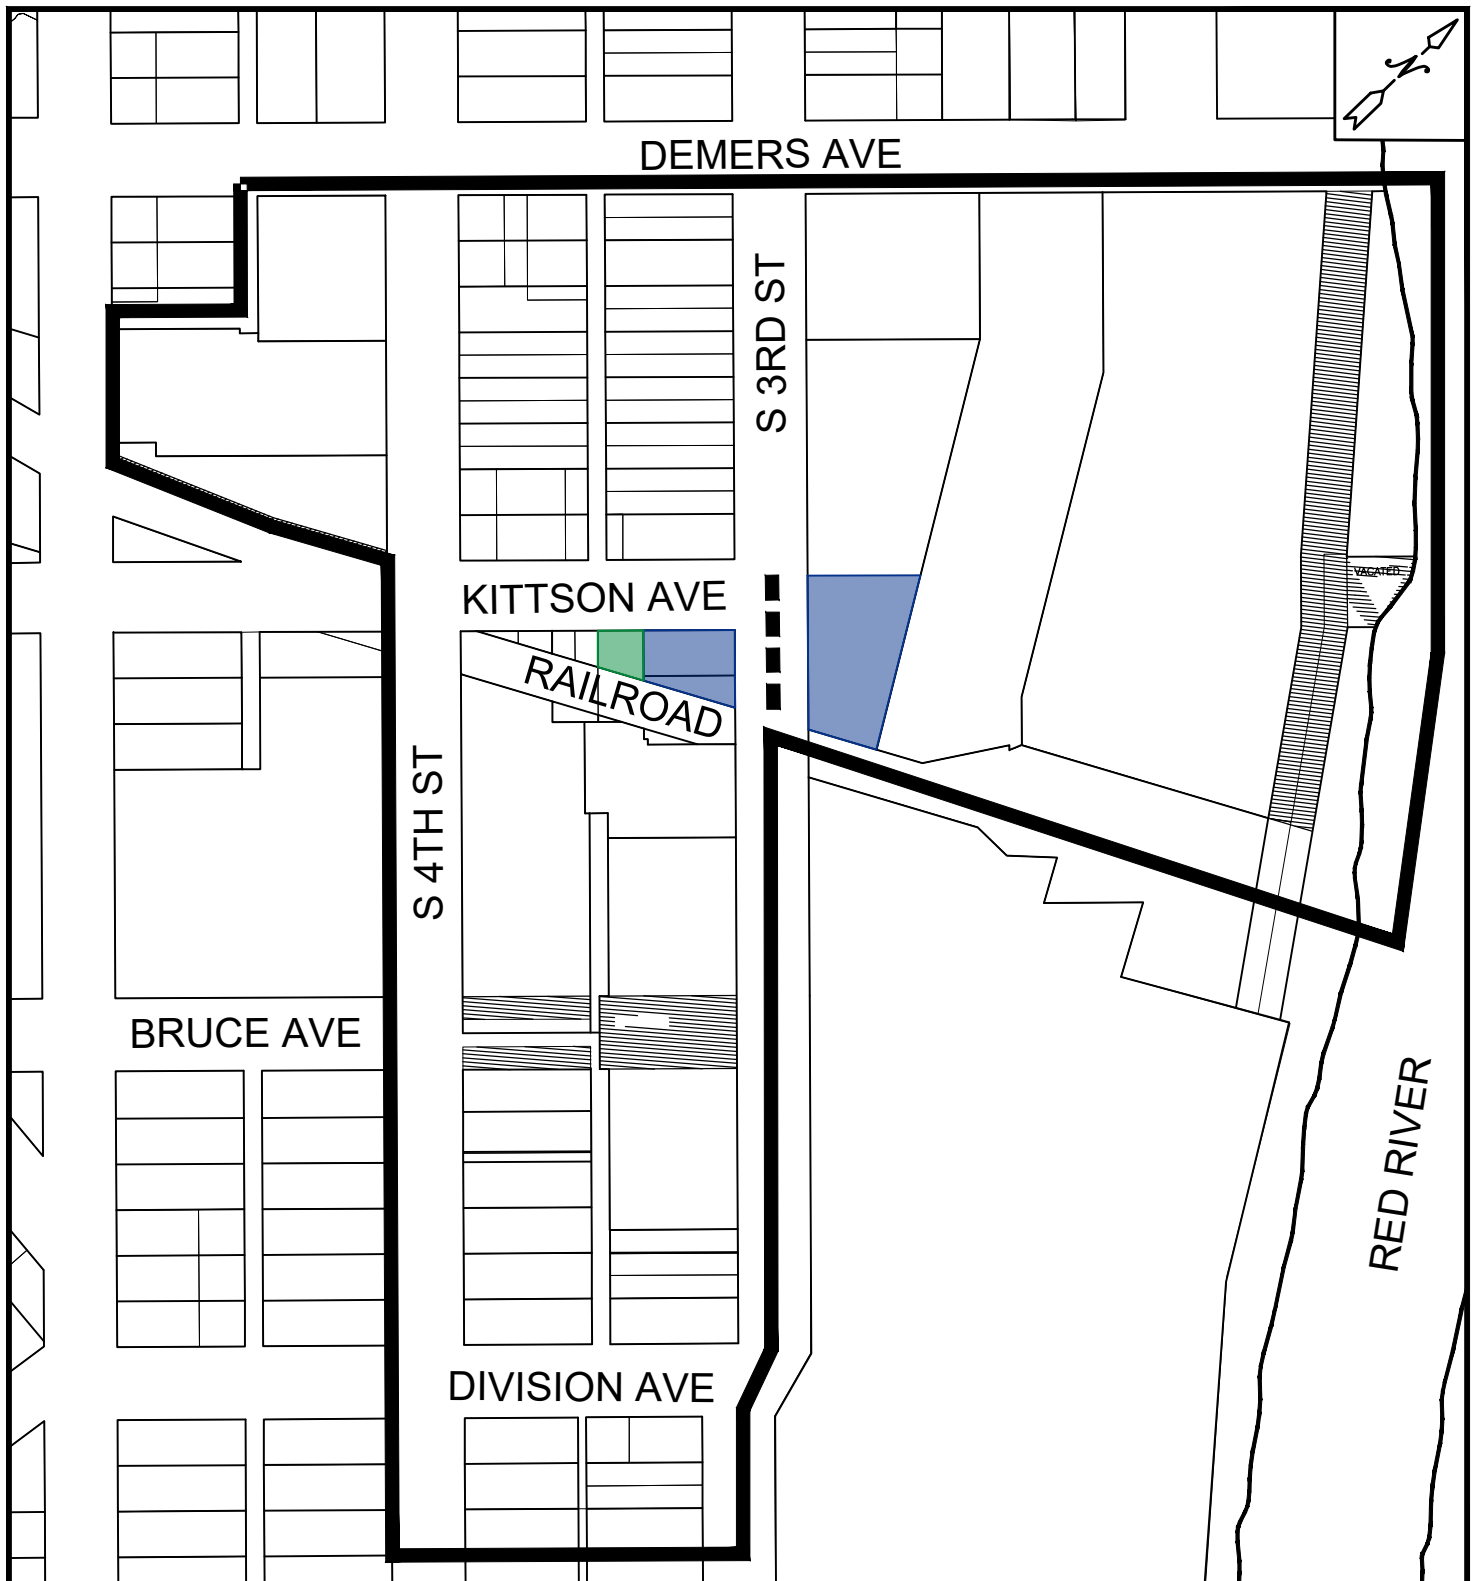 N
DEMERS AVE
S 3RD ST
VACATED
KITTSON AVE
RAILROAD
S 4TH ST
BRUCE AVE
RED RIVER
DIVISION AVE